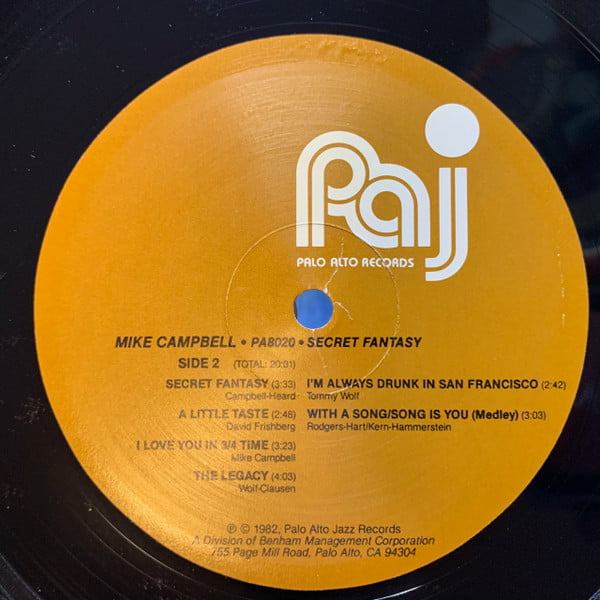 Paj
PALO ALTO RECORDS
MIKE CAMPBELL • PA8020 • SECRET FANTASY
SIDE 2 (TOTAL: 20:01)
SECRET FANTASY (3:33)
Campbell-Heard
A LITTLE TASTE (2:48)
David Frishberg
I LOVE YOU IN 3/4 TIME (3:23)
Mike Campbell
THE LEGACY (4:03)
Wolf-Clausen
I'M ALWAYS DRUNK IN SAN FRANCISCO (2:42)
Tommy Wolf
WITH A SONG/SONG IS YOU (Medley) (3:03)
Rodgers-Hart/Kern-Hammerstein
℗ © 1982, Palo Alto Jazz Records
A Division of Benham Management Corporation
755 Page Mill Road, Palo Alto, CA 94304